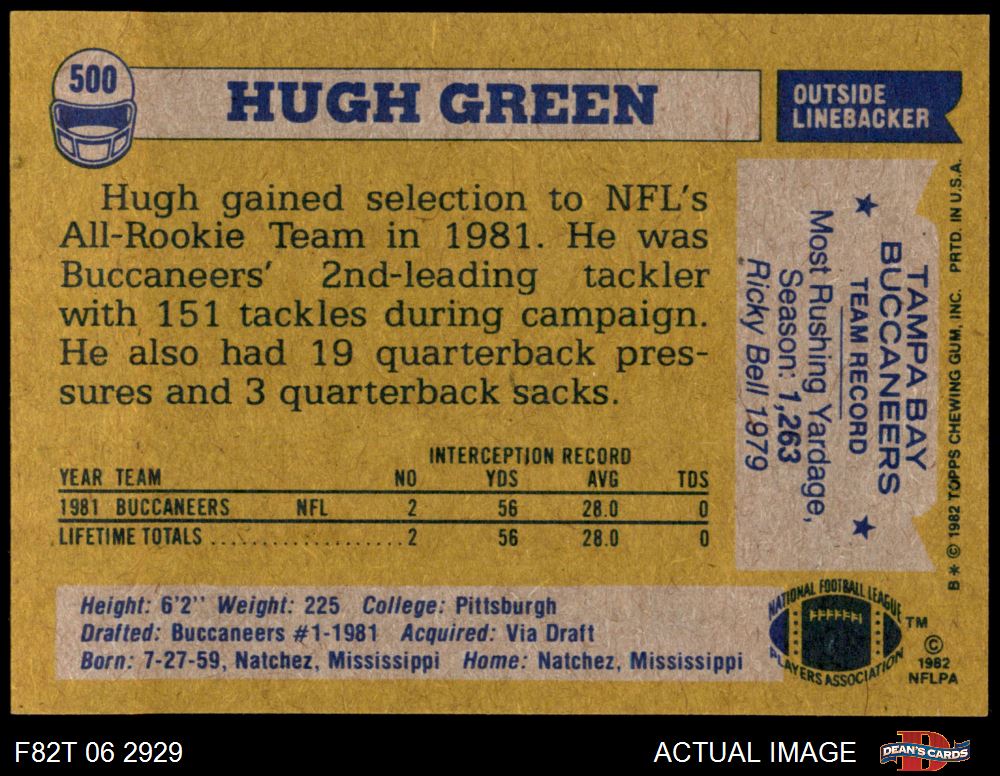 500
HUGH GREEN
OUTSIDE
LINEBACKER
Hugh gained selection to NFL's
All-Rookie Team in 1981. He was
Buccaneers' 2nd-leading tackler
with 151 tackles during campaign.
He also had 19 quarterback pres-
sures and 3 quarterback sacks.
INTERCEPTION RECORD
YEAR TEAM NO YDS AVG TDS
1981 BUCCANEERS NFL 2 56 28.0 0
LIFETIME TOTALS .................... 2 56 28.0 0
Height: 6'2" Weight: 225 College: Pittsburgh
Drafted: Buccaneers #1-1981 Acquired: Via Draft
Born: 7-27-59, Natchez, Mississippi Home: Natchez, Mississippi
TAMPA BAY
BUCCANEERS
★ TEAM RECORD ★
Most Rushing Yardage,
Season: 1,263
Ricky Bell 1979
B * © 1982 TOPPS CHEWING GUM, INC. PRTD. IN U.S.A.
NATIONAL FOOTBALL LEAGUE
PLAYERS ASSOCIATION
TM
©
1982
NFLPA
F82T 06 2929
ACTUAL IMAGE
DEAN'S CARDS